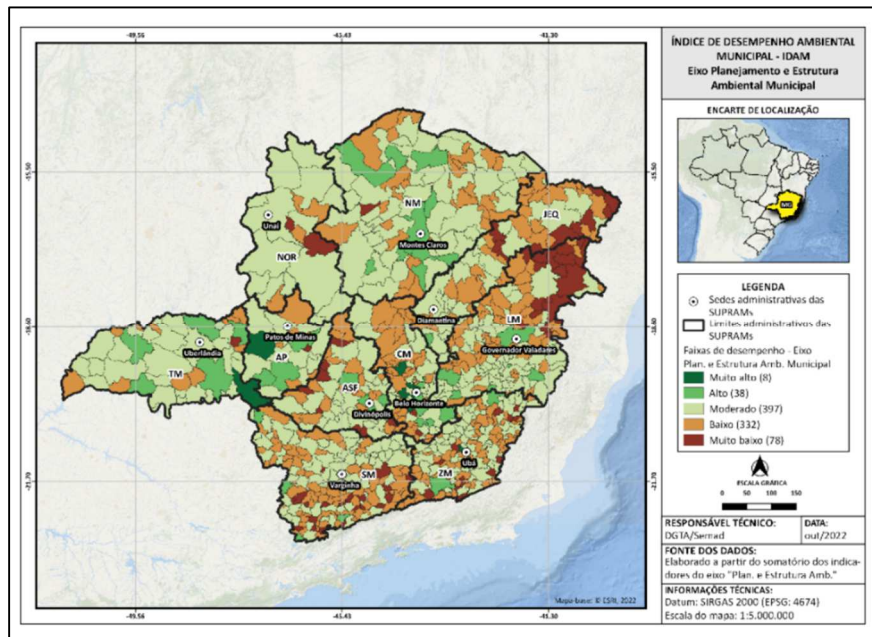 ÍNDICE DE DESEMPENHO AMBIENTAL
MUNICIPAL - IDAM
Eixo Planejamento e Estrutura
Ambiental Municipal
ENCARTE DE LOCALIZAÇÃO
MG
LEGENDA
Sedes administrativas das
SUPRAMs
Limites administrativos das
SUPRAMs
Faixas de desempenho - Eixo
Plan. e Estrutura Amb. Municipal
Muito alto (8)
Alto (38)
Moderado (397)
Baixo (332)
Muito baixo (78)
ESCALA GRÁFICA
0 50 100 150
RESPONSÁVEL TÉCNICO:
DGTA/Semad
DATA:
out/2022
FONTE DOS DADOS:
Elaborado a partir do somatório dos indica-
dores do eixo "Plan. e Estrutura Amb."
INFORMAÇÕES TÉCNICAS:
Datum: SIRGAS 2000 (EPSG: 4674)
Escala do mapa: 1:5.000.000
-49.56
-41.30
-15.50
NM
JEQ
Unaí
Montes Claros
NOR
Diamantina
LM
Patos de Minas
Uberlândia
Governador Valadares
CM
AP
TM
ASF
Belo Horizonte
Divinópolis
Ubá
SM
ZM
Varginha
Mapa-base: © ESRI, 2022
-49.56
-41.30